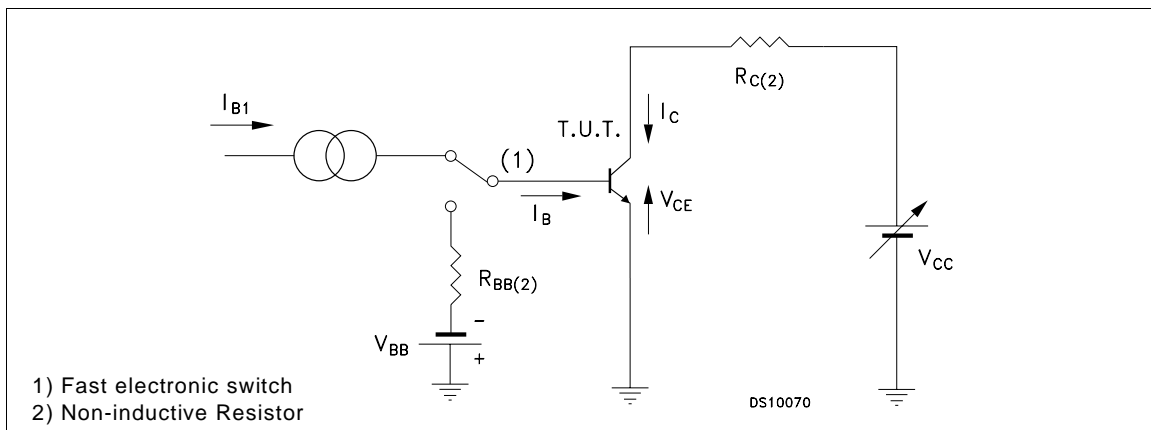 I_B1
T.U.T.
I_C
R_C(2)
(1)
I_B
V_CE
R_BB(2)
V_CC
V_BB
-
+
1) Fast electronic switch
2) Non-inductive Resistor
DS10070